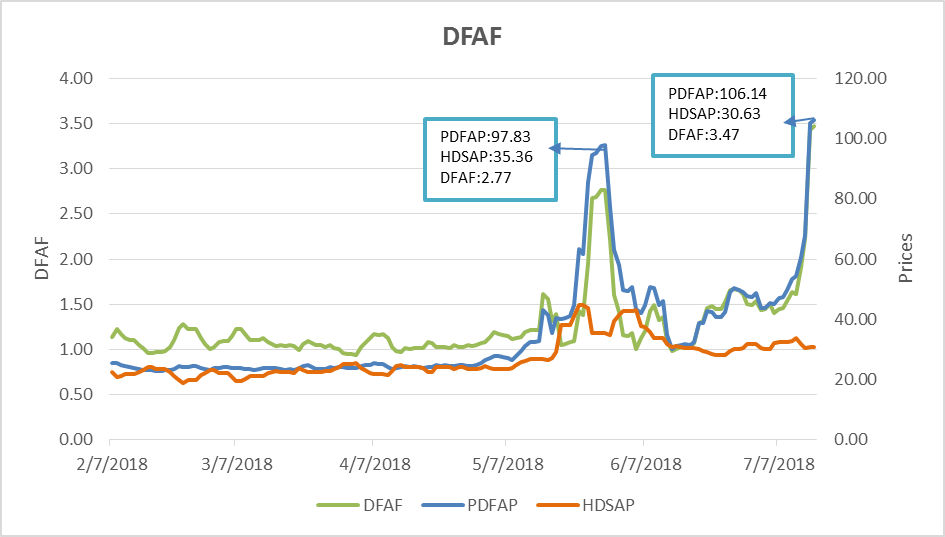 DFAF
4.00
3.50
3.00
2.50
2.00
1.50
1.00
0.50
0.00
DFAF
PDFAP:97.83
HDSAP:35.36
DFAF:2.77
PDFAP:106.14
HDSAP:30.63
DFAF:3.47
120.00
100.00
80.00
60.00
40.00
20.00
0.00
Prices
2/7/2018 3/7/2018 4/7/2018 5/7/2018 6/7/2018 7/7/2018
DFAF PDFAP HDSAP